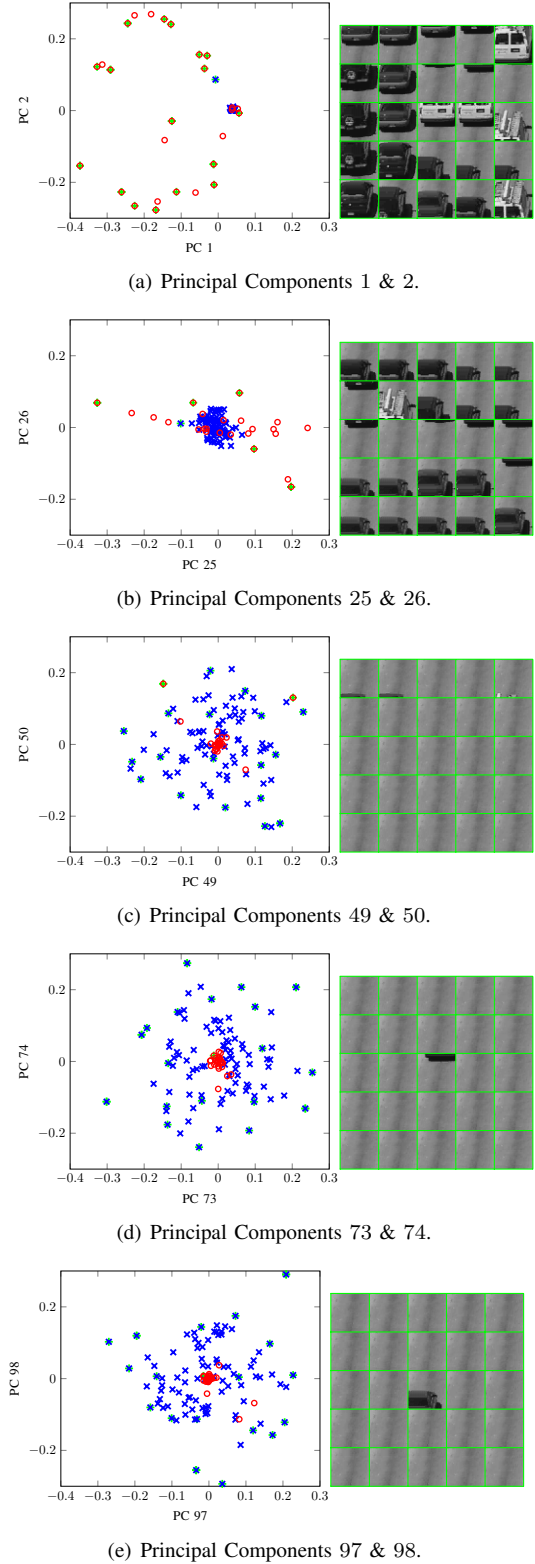 0.2
0
−0.2
PC 2
−0.4 −0.3 −0.2 −0.1 0 0.1 0.2 0.3
PC 1
(a) Principal Components 1 & 2.
0.2
0
−0.2
PC 26
−0.4 −0.3 −0.2 −0.1 0 0.1 0.2 0.3
PC 25
(b) Principal Components 25 & 26.
0.2
0
−0.2
PC 50
−0.4 −0.3 −0.2 −0.1 0 0.1 0.2 0.3
PC 49
(c) Principal Components 49 & 50.
0.2
0
−0.2
PC 74
−0.4 −0.3 −0.2 −0.1 0 0.1 0.2 0.3
PC 73
(d) Principal Components 73 & 74.
0.2
0
−0.2
PC 98
−0.4 −0.3 −0.2 −0.1 0 0.1 0.2 0.3
PC 97
(e) Principal Components 97 & 98.